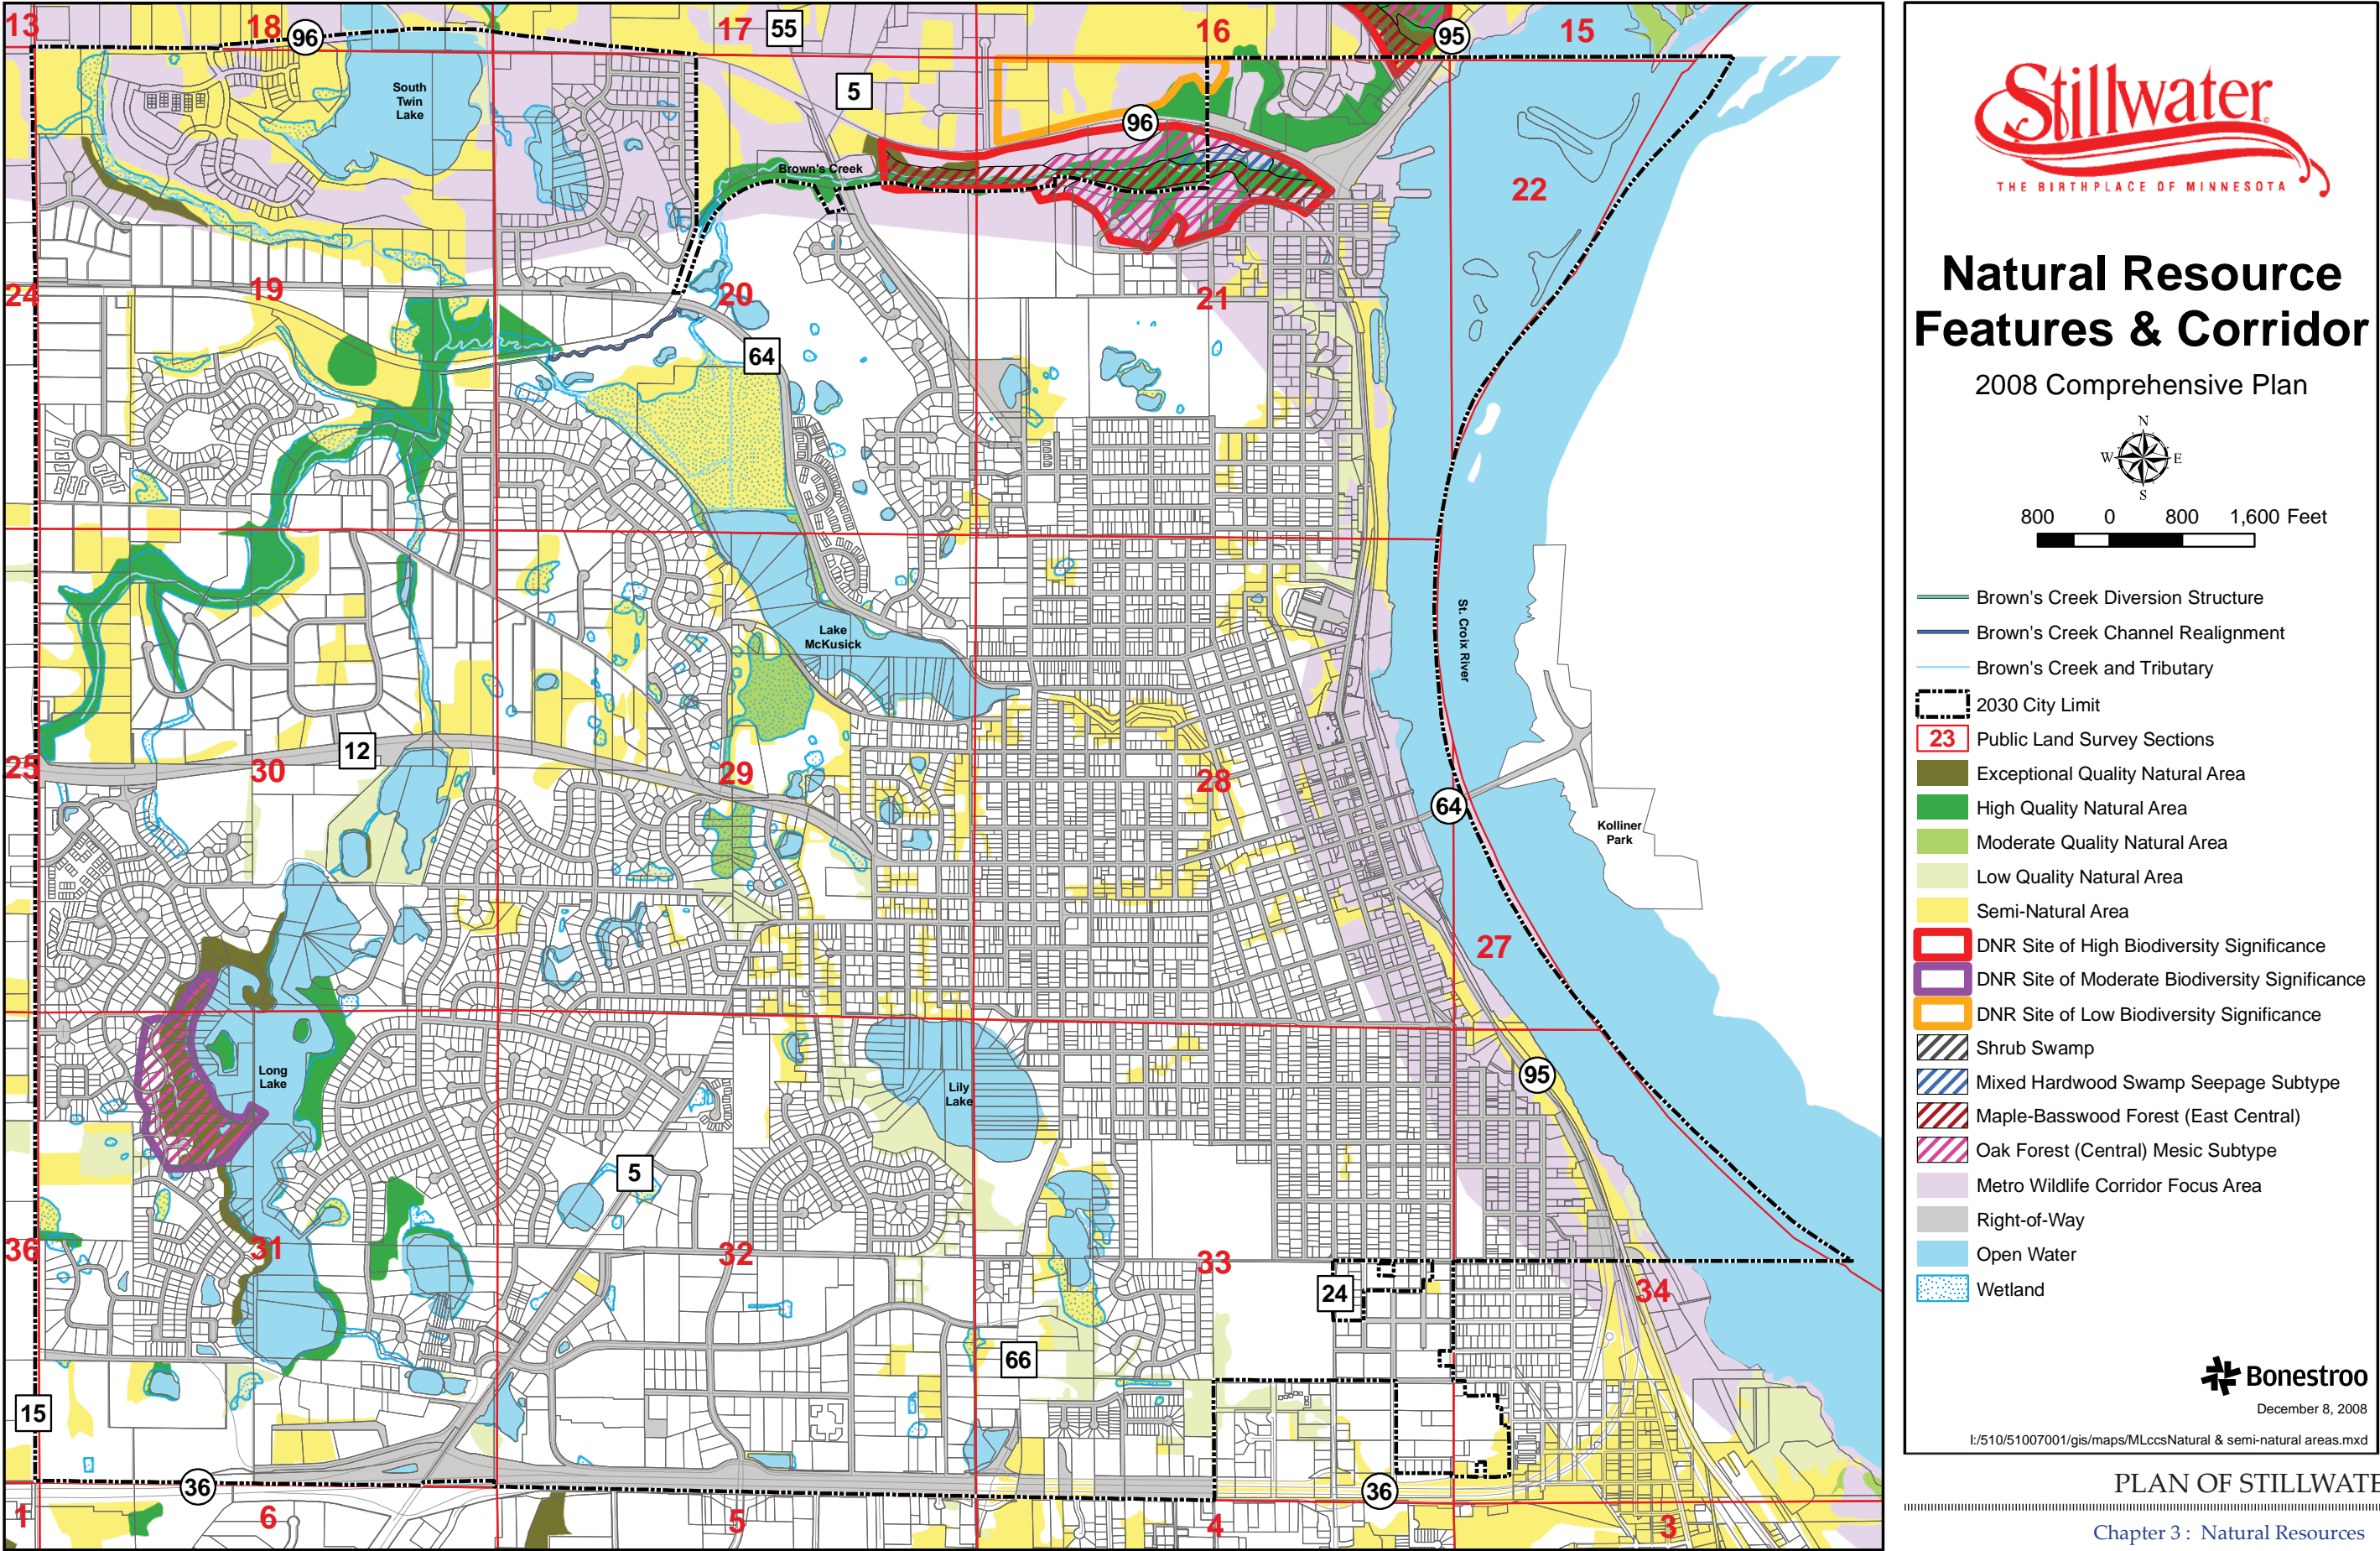 13
18
96
17
55
16
95
15
South
Twin
Lake
5
96
Brown's Creek
22
24
19
20
21
64
Lake
McKusick
St. Croix River
25
12
30
29
28
64
Kolliner
Park
27
Long
Lake
Lily
Lake
95
5
36
31
32
33
24
34
66
15
36
36
1
6
5
4
3
Stillwater
THE BIRTHPLACE OF MINNESOTA
Natural Resource
Features & Corridor
2008 Comprehensive Plan
N
W E
S
800 0 800 1,600 Feet
Brown's Creek Diversion Structure
Brown's Creek Channel Realignment
Brown's Creek and Tributary
2030 City Limit
23 Public Land Survey Sections
Exceptional Quality Natural Area
High Quality Natural Area
Moderate Quality Natural Area
Low Quality Natural Area
Semi-Natural Area
DNR Site of High Biodiversity Significance
DNR Site of Moderate Biodiversity Significance
DNR Site of Low Biodiversity Significance
Shrub Swamp
Mixed Hardwood Swamp Seepage Subtype
Maple-Basswood Forest (East Central)
Oak Forest (Central) Mesic Subtype
Metro Wildlife Corridor Focus Area
Right-of-Way
Open Water
Wetland
Bonestroo
December 8, 2008
I:/510/51007001/gis/maps/MLccsNatural & semi-natural areas.mxd
PLAN OF STILLWATE
Chapter 3 : Natural Resources